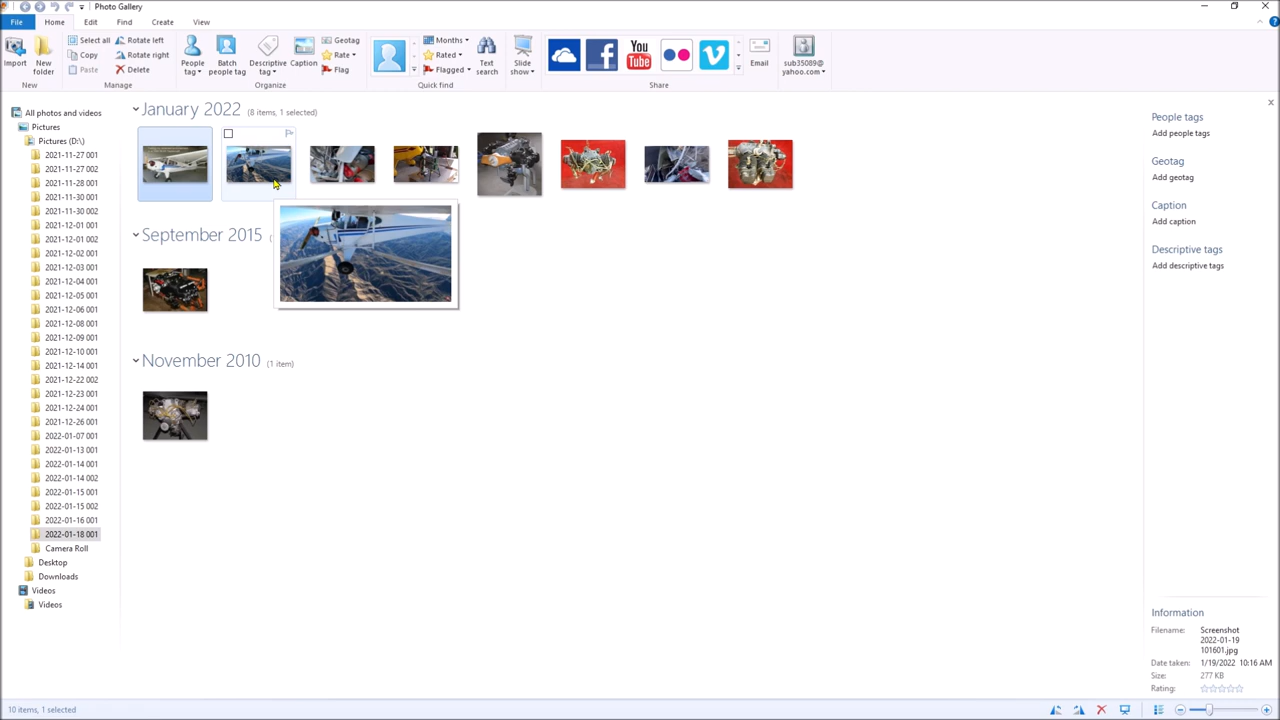 Photo Gallery
File Home Edit Find Create View
Import
New folder
Select all
Copy
Paste
Rotate left
Rotate right
Delete
People tag
Batch people tag
Descriptive tag
Caption
Geotag
Rate
Flag
Months
Rated
Flagged
Text search
Slide show
You Tube
Email
sub35089@yahoo.com
New Manage Organize Quick find Share
All photos and videos
Pictures
Pictures (D:\)
2021-11-27 001
2021-11-27 002
2021-11-28 001
2021-11-30 001
2021-11-30 002
2021-12-01 001
2021-12-01 002
2021-12-02 001
2021-12-03 001
2021-12-04 001
2021-12-05 001
2021-12-06 001
2021-12-08 001
2021-12-09 001
2021-12-10 001
2021-12-14 001
2021-12-22 002
2021-12-23 001
2021-12-24 001
2021-12-26 001
2022-01-07 001
2022-01-13 001
2022-01-14 001
2022-01-14 002
2022-01-15 001
2022-01-15 002
2022-01-16 001
2022-01-18 001
Camera Roll
Desktop
Downloads
Videos
Videos
January 2022 (8 items, 1 selected)
September 2015
November 2010 (1 item)
People tags
Add people tags
Geotag
Add geotag
Caption
Add caption
Descriptive tags
Add descriptive tags
Information
Filename: Screenshot 2022-01-19 101601.jpg
Date taken: 1/19/2022 10:16 AM
Size: 277 KB
Rating:
10 items, 1 selected